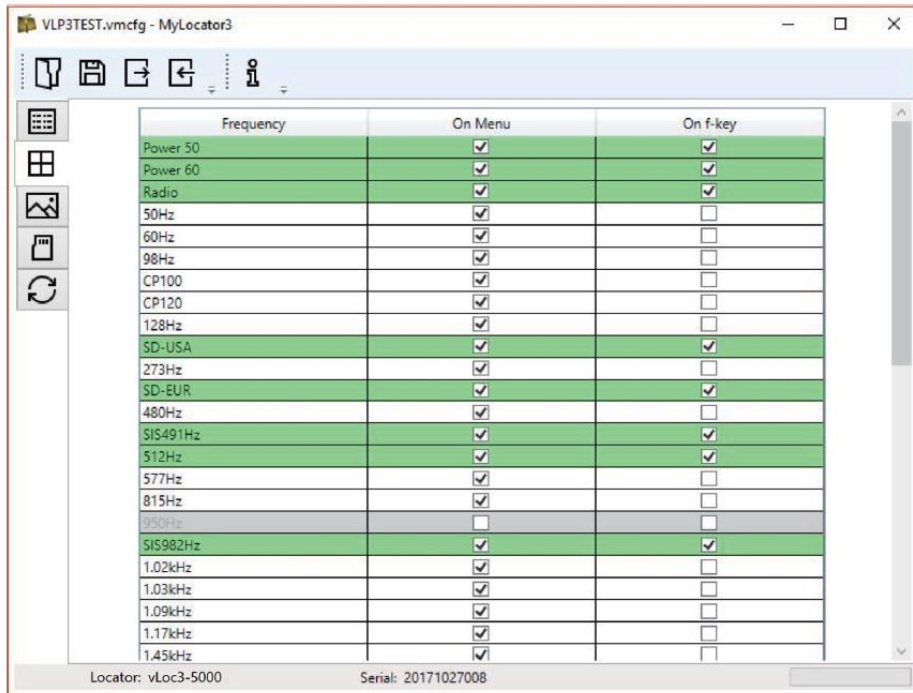 VLP3TEST.vmcfg - MyLocator3
Frequency On Menu On f-key
Power 50
Power 60
Radio
50Hz
60Hz
98Hz
CP100
CP120
128Hz
SD-USA
273Hz
SD-EUR
480Hz
SIS491Hz
512Hz
577Hz
815Hz
950Hz
SIS982Hz
1.02kHz
1.03kHz
1.09kHz
1.17kHz
1.45kHz
Locator: vLoc3-5000 Serial: 20171027008